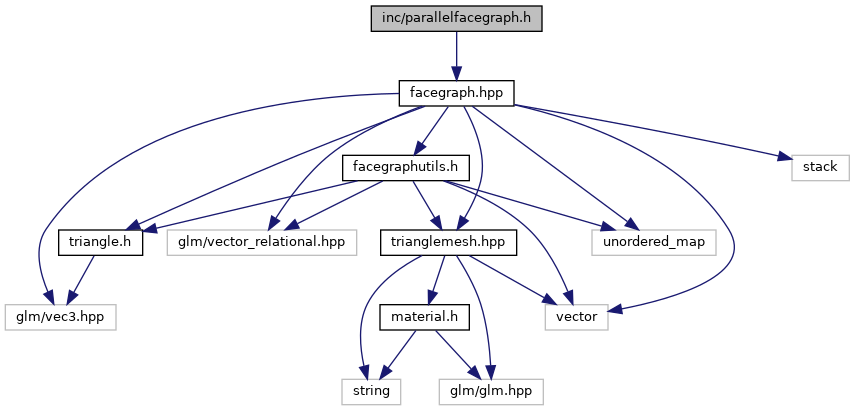 inc/parallelfacegraph.h
facegraph.hpp
facegraphutils.h
stack
triangle.h
glm/vector_relational.hpp
trianglemesh.hpp
unordered_map
glm/vec3.hpp
material.h
vector
string
glm/glm.hpp